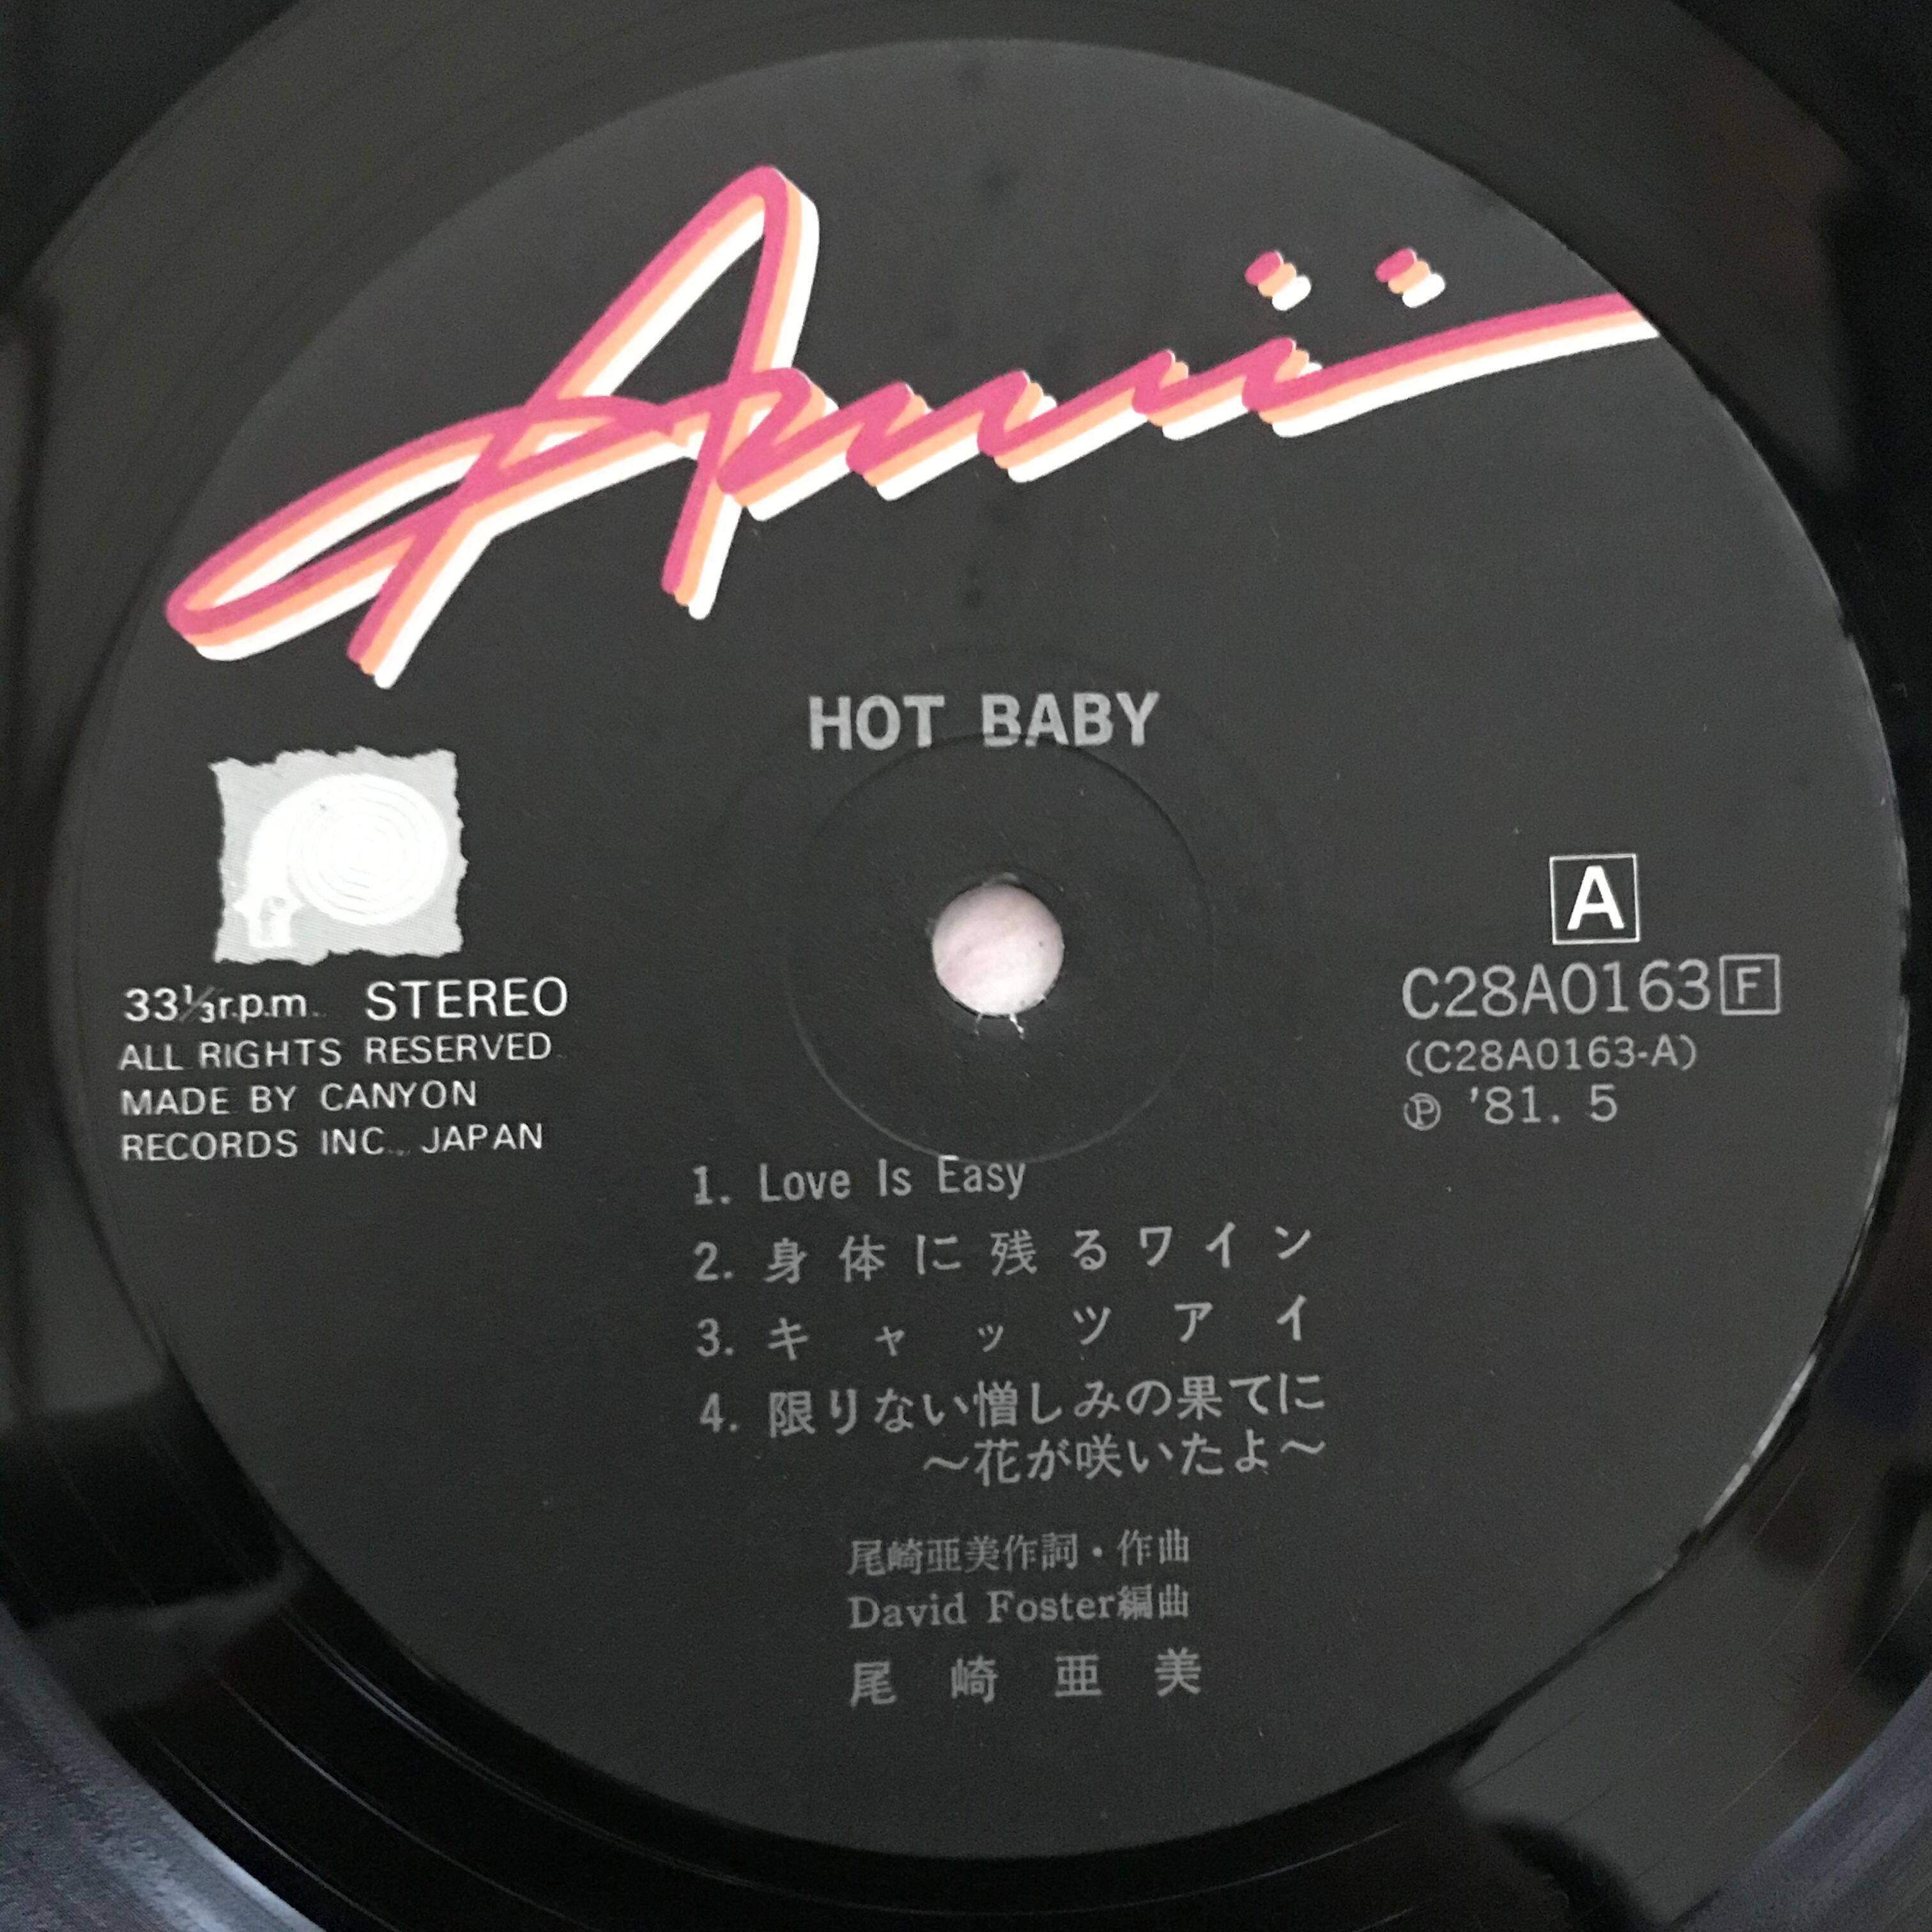 Amii
HOT BABY
A
C28A0163 F
(C28A0163-A)
Ⓟ '81. 5
33⅓r.p.m. STEREO
ALL RIGHTS RESERVED
MADE BY CANYON
RECORDS INC., JAPAN
1. Love Is Easy
2. 身体に残るワイン
3. キャッツアイ
4. 限りない憎しみの果てに
〜花が咲いたよ〜
尾崎亜美作詞・作曲
David Foster編曲
尾崎亜美